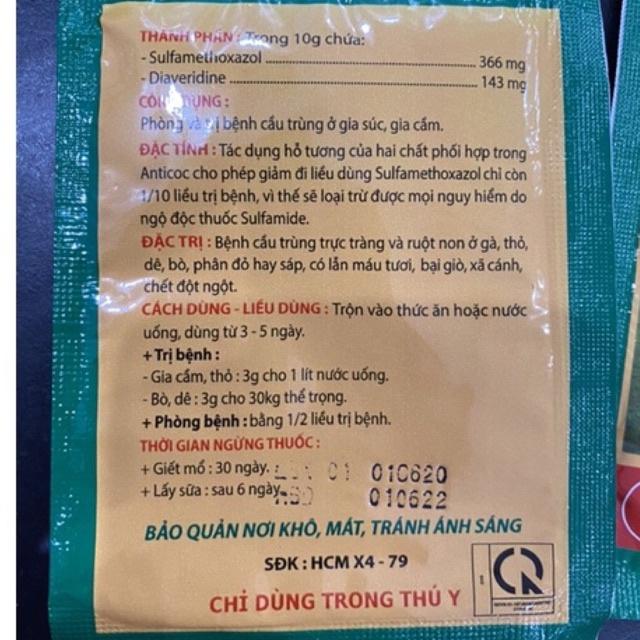 THÀNH PHẦN : Trong 10g chứa:
- Sulfamethoxazol ........................................ 366 mg
- Diaveridine ................................................ 143 mg
CÔNG DỤNG :
Phòng và trị bệnh cầu trùng ở gia súc, gia cầm.
ĐẶC TÍNH : Tác dụng hỗ tương của hai chất phối hợp trong
Anticoc cho phép giảm đi liều dùng Sulfamethoxazol chỉ còn
1/10 liều trị bệnh, vì thế sẽ loại trừ được mọi nguy hiểm do
ngộ độc thuốc Sulfamide.
ĐẶC TRỊ : Bệnh cầu trùng trực tràng và ruột non ở gà, thỏ,
dê, bò, phân đỏ hay sáp, có lẫn máu tươi, bại giò, xã cánh,
chết đột ngột.
CÁCH DÙNG - LIỀU DÙNG : Trộn vào thức ăn hoặc nước
uống, dùng từ 3 - 5 ngày.
+ Trị bệnh :
- Gia cầm, thỏ : 3g cho 1 lít nước uống.
- Bò, dê : 3g cho 30kg thể trọng.
+ Phòng bệnh : bằng 1/2 liều trị bệnh.
THỜI GIAN NGỪNG THUỐC :
+ Giết mổ : 30 ngày. 01 010620
+ Lấy sữa : sau 6 ngày. 010622
BẢO QUẢN NƠI KHÔ, MÁT, TRÁNH ÁNH SÁNG
SĐK : HCM X4 - 79
CHỈ DÙNG TRONG THÚ Y